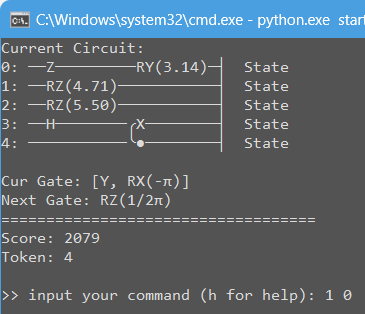 C:\Windows\system32\cmd.exe - python.exe  star
Current Circuit:
0: ──Z────────RY(3.14)─┤  State
1: ──RZ(4.71)──────────┤  State
2: ──RZ(5.50)──────────┤  State
3: ──H───────╭X────────┤  State
4: ──────────╰●────────┤  State
Cur Gate: [Y, RX(-π)]
Next Gate: RZ(1/2π)
===================================
Score: 2079
Token: 4
>> input your command (h for help): 1 0